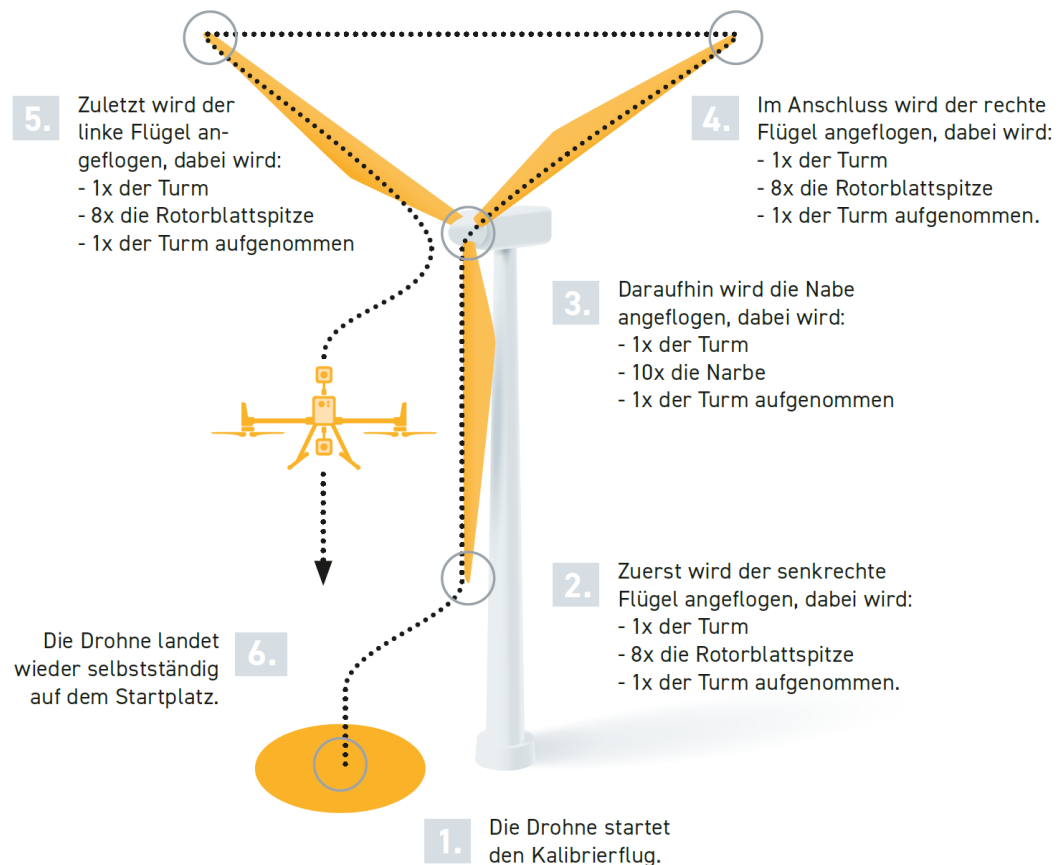 1.
Die Drohne startet
den Kalibrierflug.
2.
Zuerst wird der senkrechte
Flügel angeflogen, dabei wird:
- 1x der Turm
- 8x die Rotorblattspitze
- 1x der Turm aufgenommen.
3.
Daraufhin wird die Nabe
angeflogen, dabei wird:
- 1x der Turm
- 10x die Narbe
- 1x der Turm aufgenommen
4.
Im Anschluss wird der rechte
Flügel angeflogen, dabei wird:
- 1x der Turm
- 8x die Rotorblattspitze
- 1x der Turm aufgenommen.
5.
Zuletzt wird der
linke Flügel an-
geflogen, dabei wird:
- 1x der Turm
- 8x die Rotorblattspitze
- 1x der Turm aufgenommen
6.
Die Drohne landet
wieder selbstständig
auf dem Startplatz.